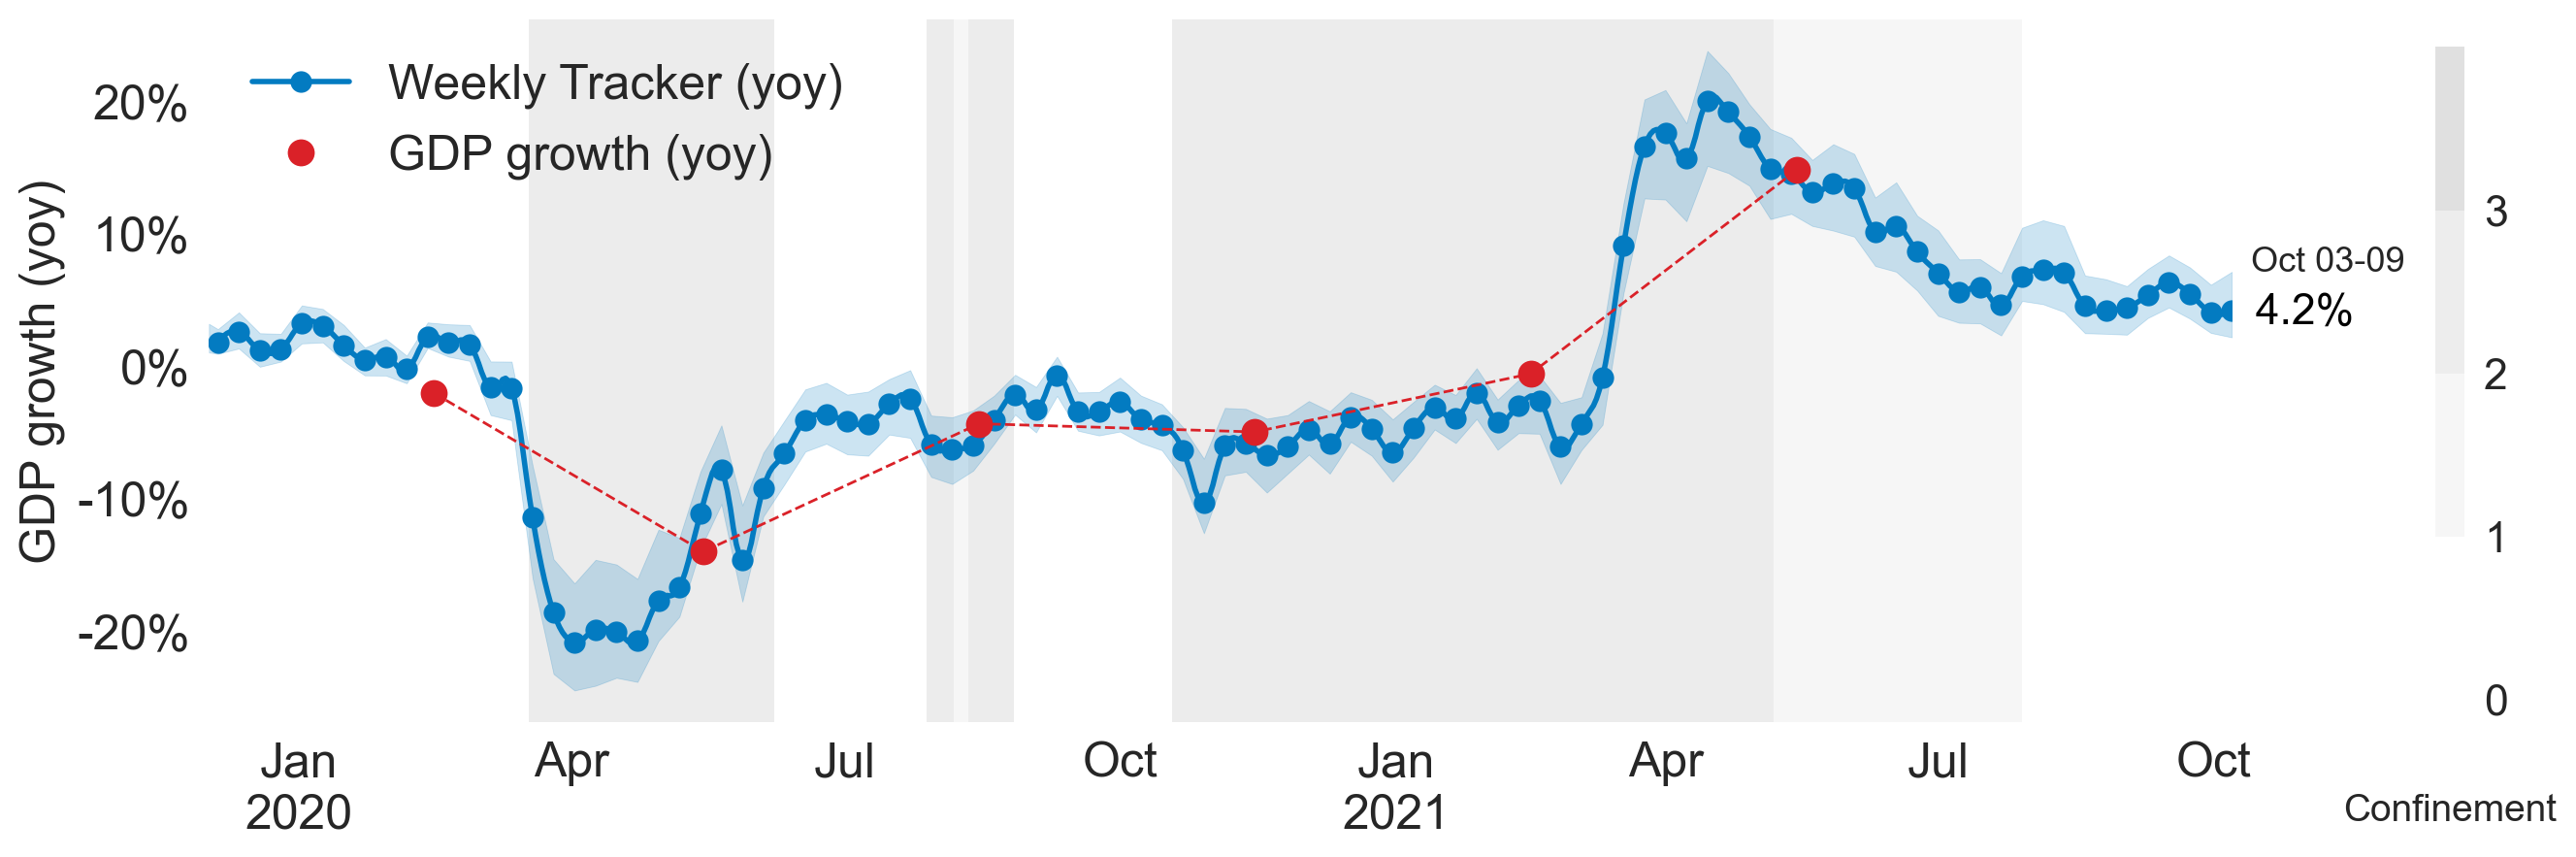 Weekly Tracker (yoy)
GDP growth (yoy)
GDP growth (yoy)
20%
10%
0%
-10%
-20%
Oct 03-09
4.2%
3
2
1
0
Jan Apr Jul Oct Jan Apr Jul Oct
2020 2021
Confinement